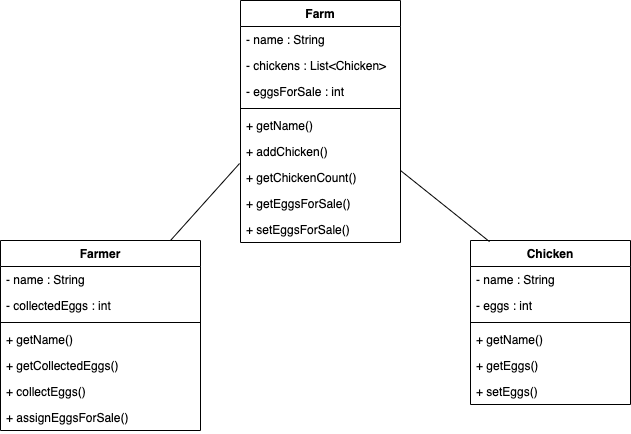 Farm
- name : String
- chickens : List<Chicken>
- eggsForSale : int
+ getName()
+ addChicken()
+ getChickenCount()
+ getEggsForSale()
+ setEggsForSale()
Farmer
- name : String
- collectedEggs : int
+ getName()
+ getCollectedEggs()
+ collectEggs()
+ assignEggsForSale()
Chicken
- name : String
- eggs : int
+ getName()
+ getEggs()
+ setEggs()